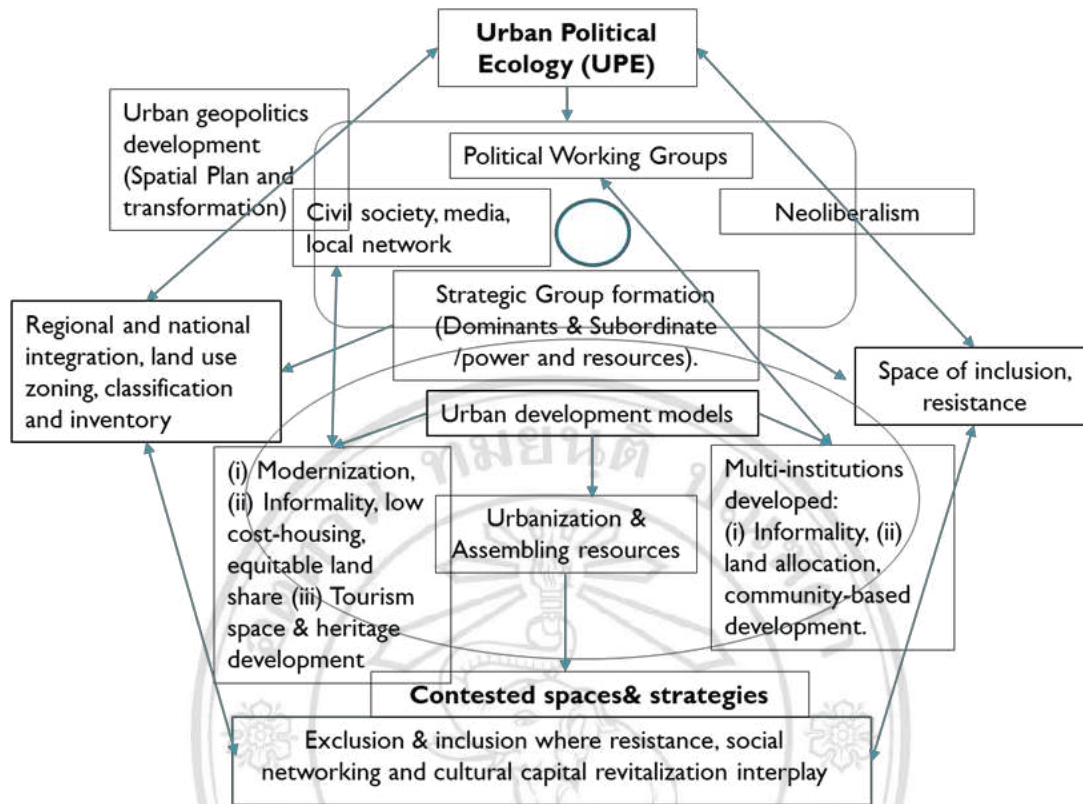 Urban Political
Ecology (UPE)
Urban geopolitics
development
(Spatial Plan and
transformation)
Political Working Groups
Civil society, media,
local network
Neoliberalism
Strategic Group formation
(Dominants & Subordinate
/power and resources).
Regional and national
integration, land use
zoning, classification
and inventory
Space of inclusion,
resistance
Urban development models
(i) Modernization,
(ii) Informality, low
cost-housing,
equitable land
share (iii) Tourism
space & heritage
development
Urbanization &
Assembling resources
Multi-institutions
developed:
(i) Informality, (ii)
land allocation,
community-based
development.
Contested spaces& strategies
Exclusion & inclusion where resistance, social
networking and cultural capital revitalization interplay